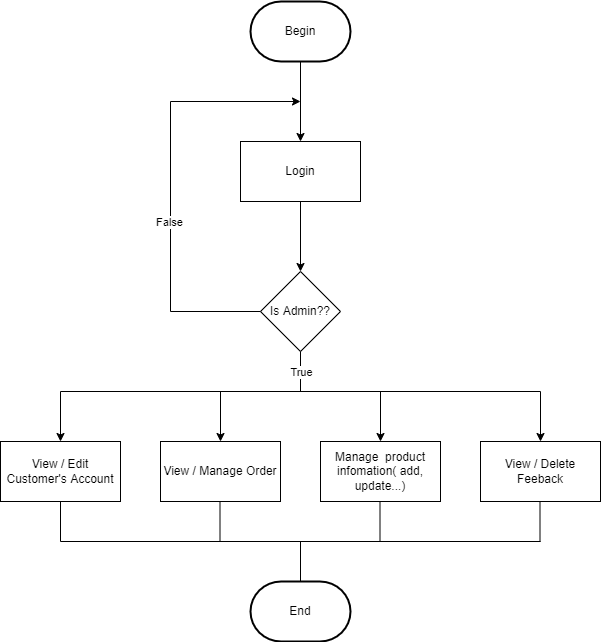 Begin
Login
False
Is Admin??
True
View / Edit
Customer's Account
View / Manage Order
Manage product
infomation( add,
update...)
View / Delete
Feeback
End